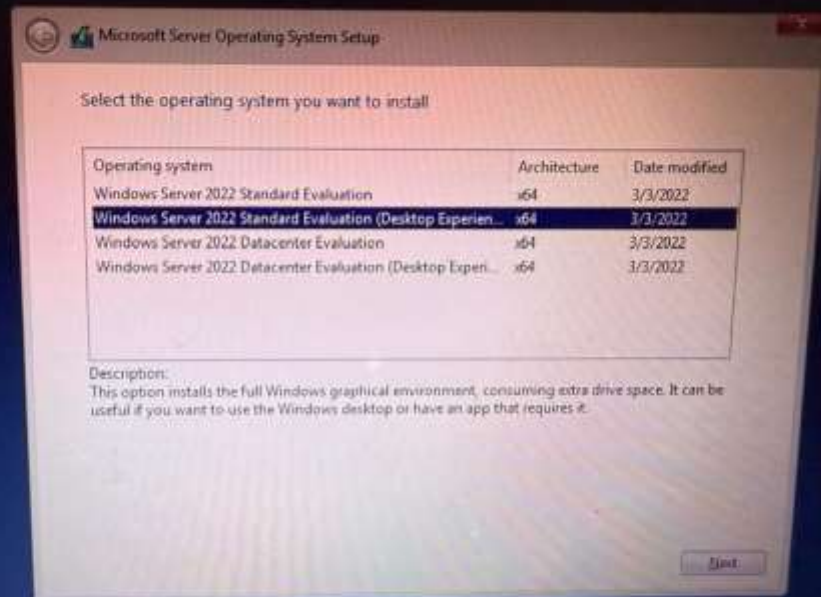 Microsoft Server Operating System Setup
Select the operating system you want to install
Operating system Architecture Date modified
Windows Server 2022 Standard Evaluation x64 3/3/2022
Windows Server 2022 Standard Evaluation (Desktop Experien... x64 3/3/2022
Windows Server 2022 Datacenter Evaluation x64 3/3/2022
Windows Server 2022 Datacenter Evaluation (Desktop Experi... x64 3/3/2022
Description:
This option installs the full Windows graphical environment, consuming extra drive space. It can be
useful if you want to use the Windows desktop or have an app that requires it.
Next